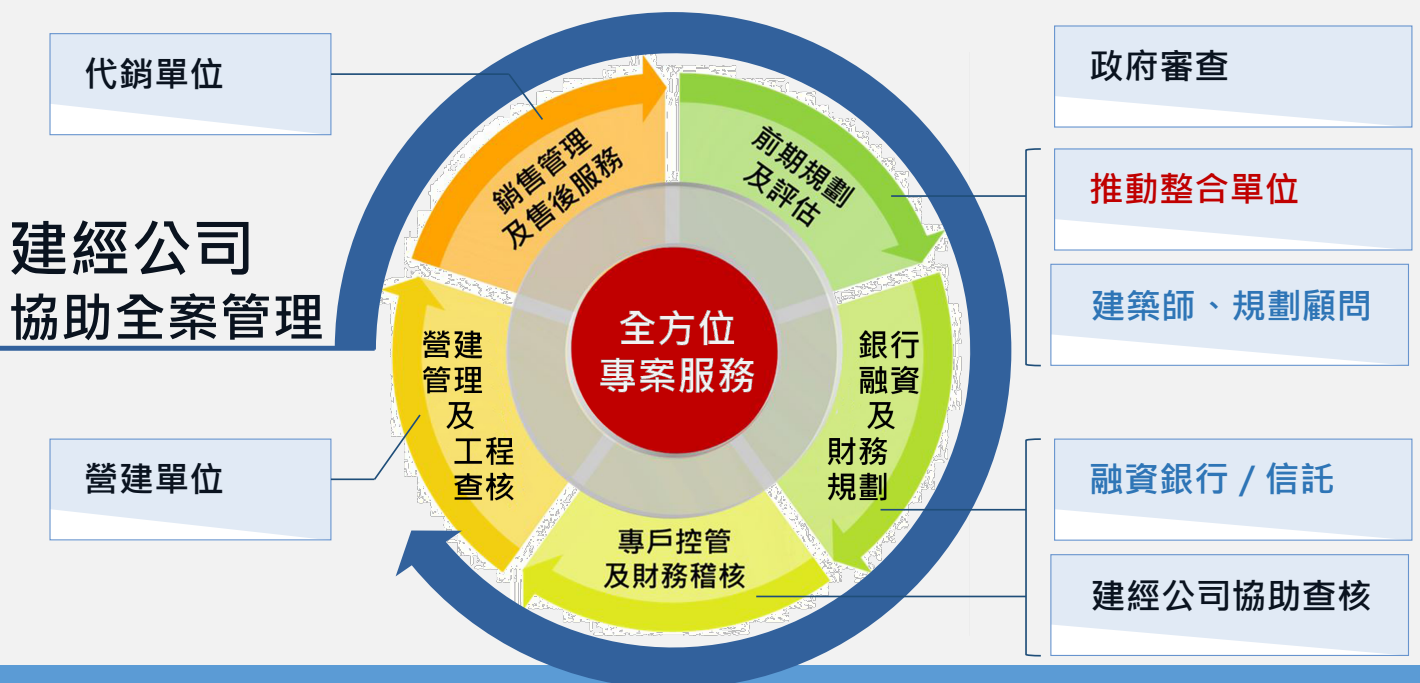 代銷單位
政府審查
銷售管理
及售後服務
前期規劃
及評估
推動整合單位
建經公司
協助全案管理
建築師、規劃顧問
全方位
專案服務
營建
管理
及
工程
查核
銀行
融資
及
財務
規劃
營建單位
融資銀行 / 信託
專戶控管
及財務稽核
建經公司協助查核